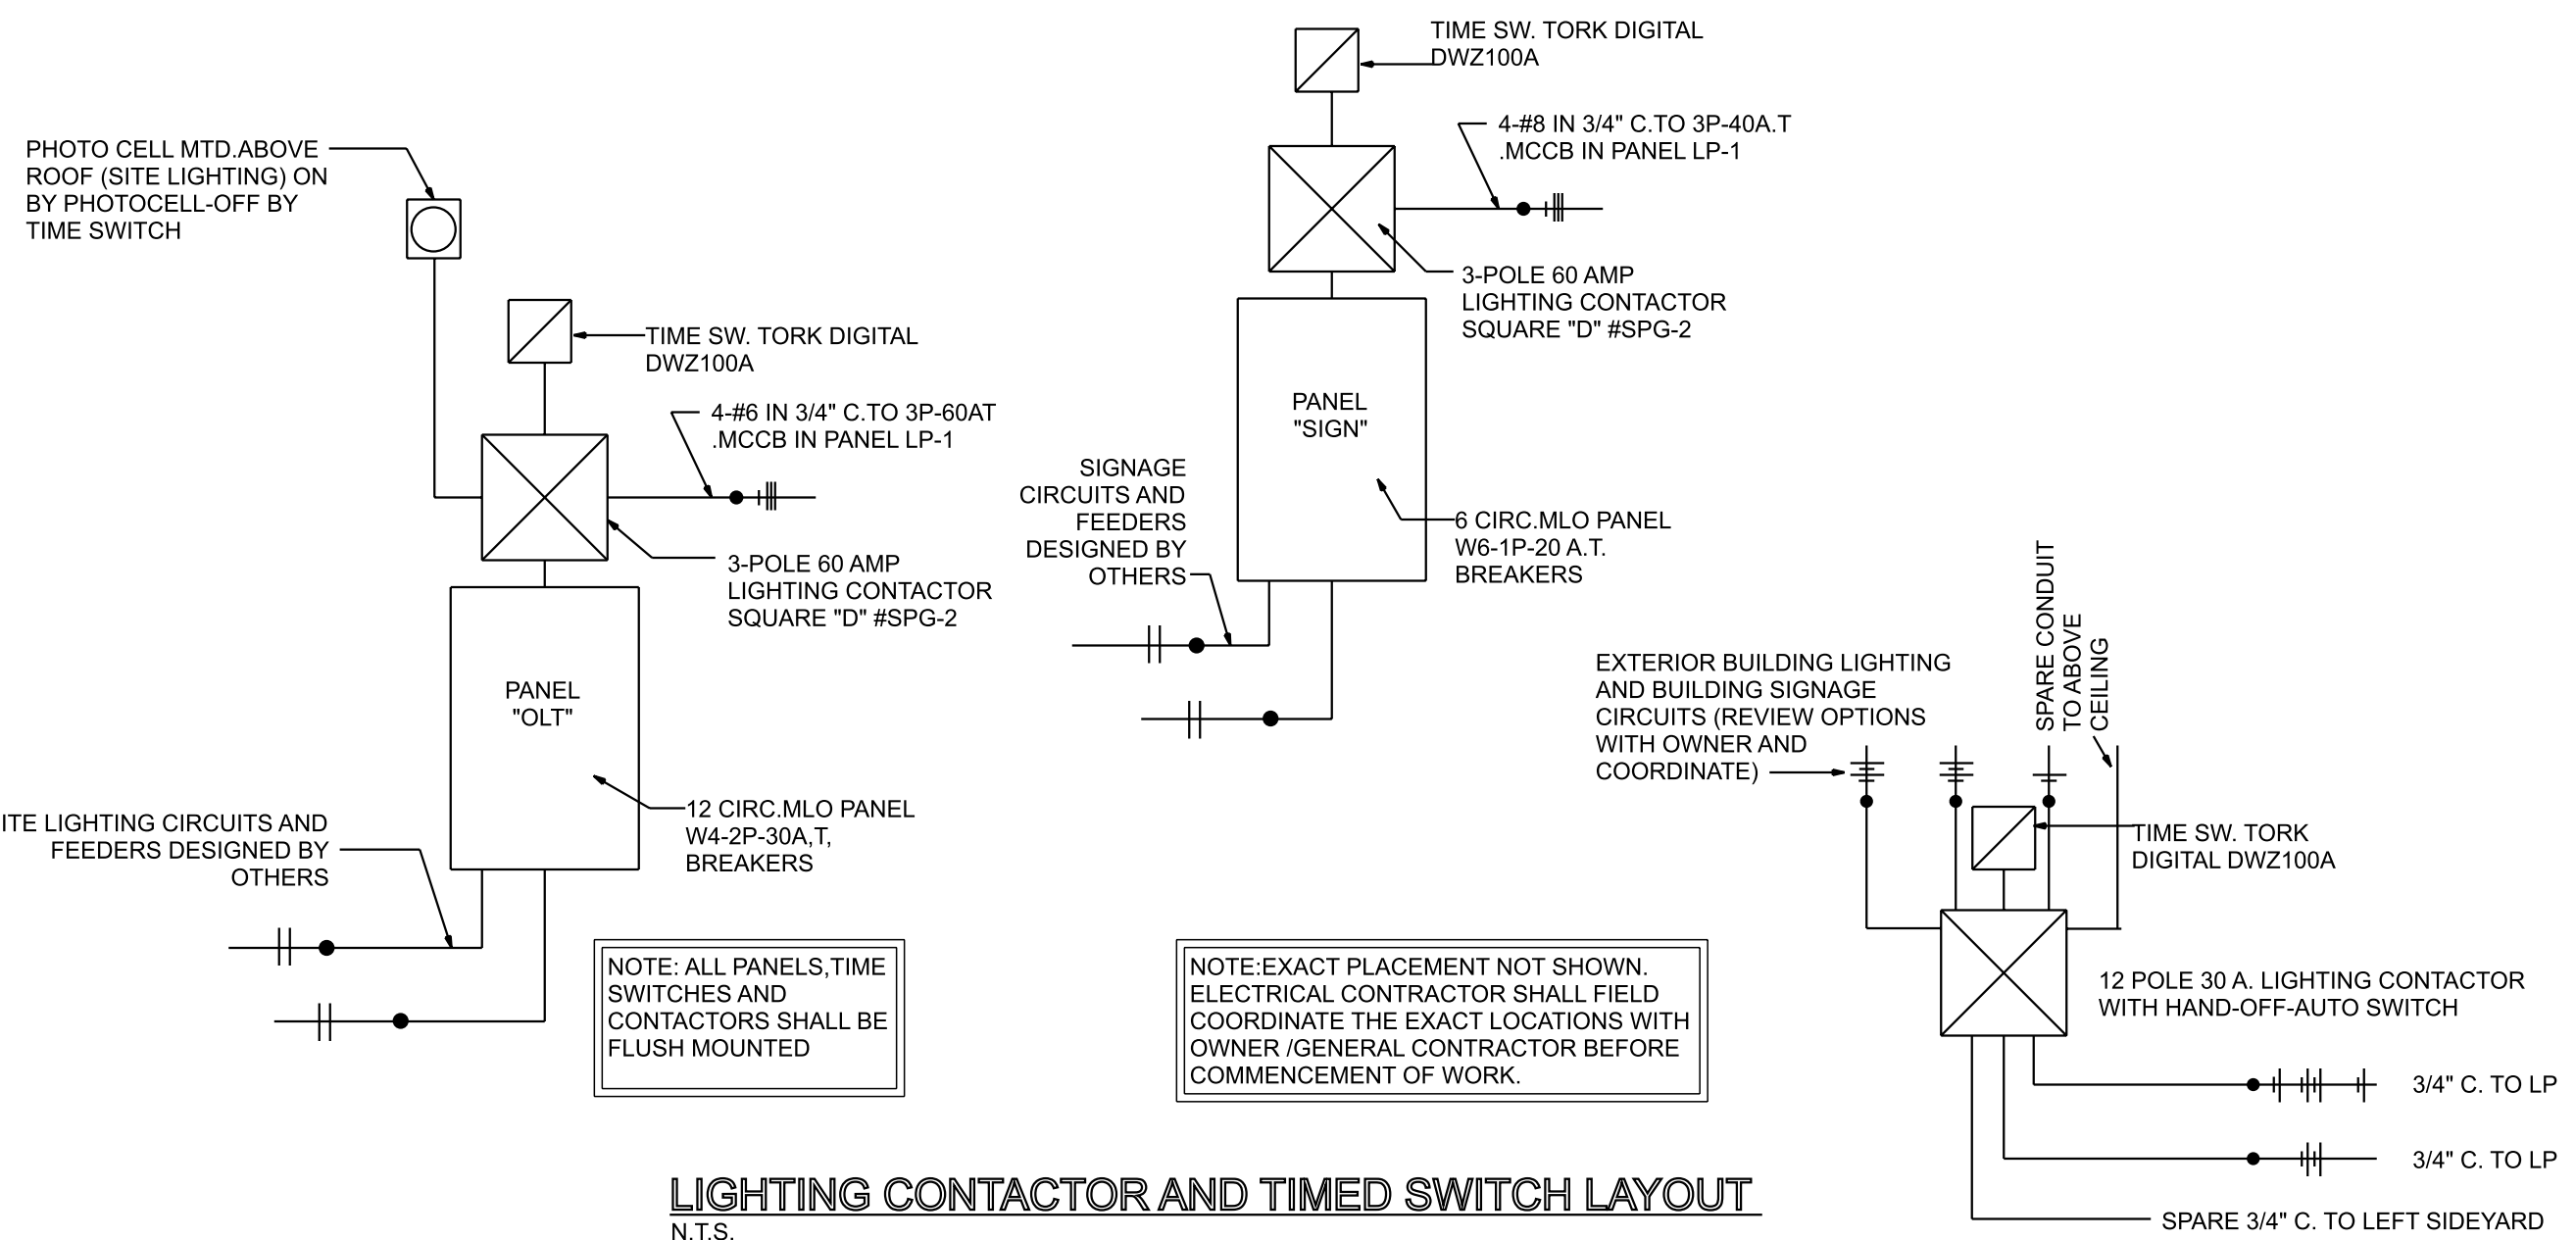 PHOTO CELL MTD.ABOVE
ROOF (SITE LIGHTING) ON
BY PHOTOCELL-OFF BY
TIME SWITCH
TIME SW. TORK DIGITAL
DWZ100A
4-#6 IN 3/4" C.TO 3P-60AT
.MCCB IN PANEL LP-1
3-POLE 60 AMP
LIGHTING CONTACTOR
SQUARE "D" #SPG-2
PANEL
"OLT"
12 CIRC.MLO PANEL
W4-2P-30A,T,
BREAKERS
ITE LIGHTING CIRCUITS AND
FEEDERS DESIGNED BY
OTHERS
NOTE: ALL PANELS,TIME
SWITCHES AND
CONTACTORS SHALL BE
FLUSH MOUNTED
TIME SW. TORK DIGITAL
DWZ100A
4-#8 IN 3/4" C.TO 3P-40A.T
.MCCB IN PANEL LP-1
3-POLE 60 AMP
LIGHTING CONTACTOR
SQUARE "D" #SPG-2
PANEL
"SIGN"
SIGNAGE
CIRCUITS AND
FEEDERS
DESIGNED BY
OTHERS
6 CIRC.MLO PANEL
W6-1P-20 A.T.
BREAKERS
NOTE:EXACT PLACEMENT NOT SHOWN.
ELECTRICAL CONTRACTOR SHALL FIELD
COORDINATE THE EXACT LOCATIONS WITH
OWNER /GENERAL CONTRACTOR BEFORE
COMMENCEMENT OF WORK.
EXTERIOR BUILDING LIGHTING
AND BUILDING SIGNAGE
CIRCUITS (REVIEW OPTIONS
WITH OWNER AND
COORDINATE)
SPARE CONDUIT
TO ABOVE
CEILING
TIME SW. TORK
DIGITAL DWZ100A
12 POLE 30 A. LIGHTING CONTACTOR
WITH HAND-OFF-AUTO SWITCH
3/4" C. TO LP
3/4" C. TO LP
SPARE 3/4" C. TO LEFT SIDEYARD
LIGHTING CONTACTOR AND TIMED SWITCH LAYOUT
N.T.S.